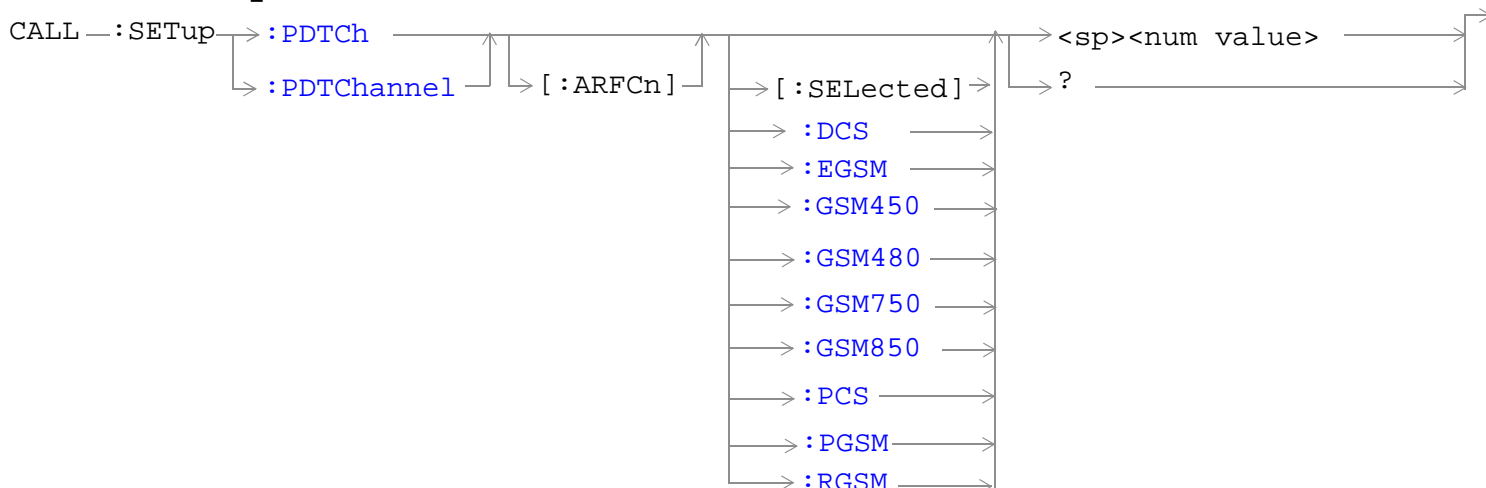 CALL :SETup :PDTCh <sp><num value>
:PDTChannel [:ARFCn] [:SELected] ?
:DCS
:EGSM
:GSM450
:GSM480
:GSM750
:GSM850
:PCS
:PGSM
:RGSM